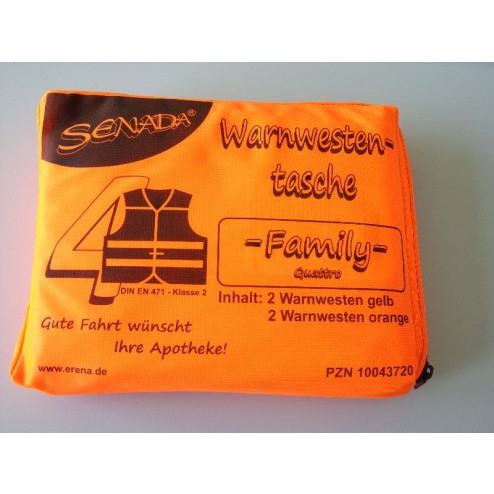 SENADA®
Warnwesten-
tasche
4
-Family-
Quattro
DIN EN 471 - Klasse 2
Inhalt: 2 Warnwesten gelb
2 Warnwesten orange
Gute Fahrt wünscht
Ihre Apotheke!
www.erena.de
PZN 10043720